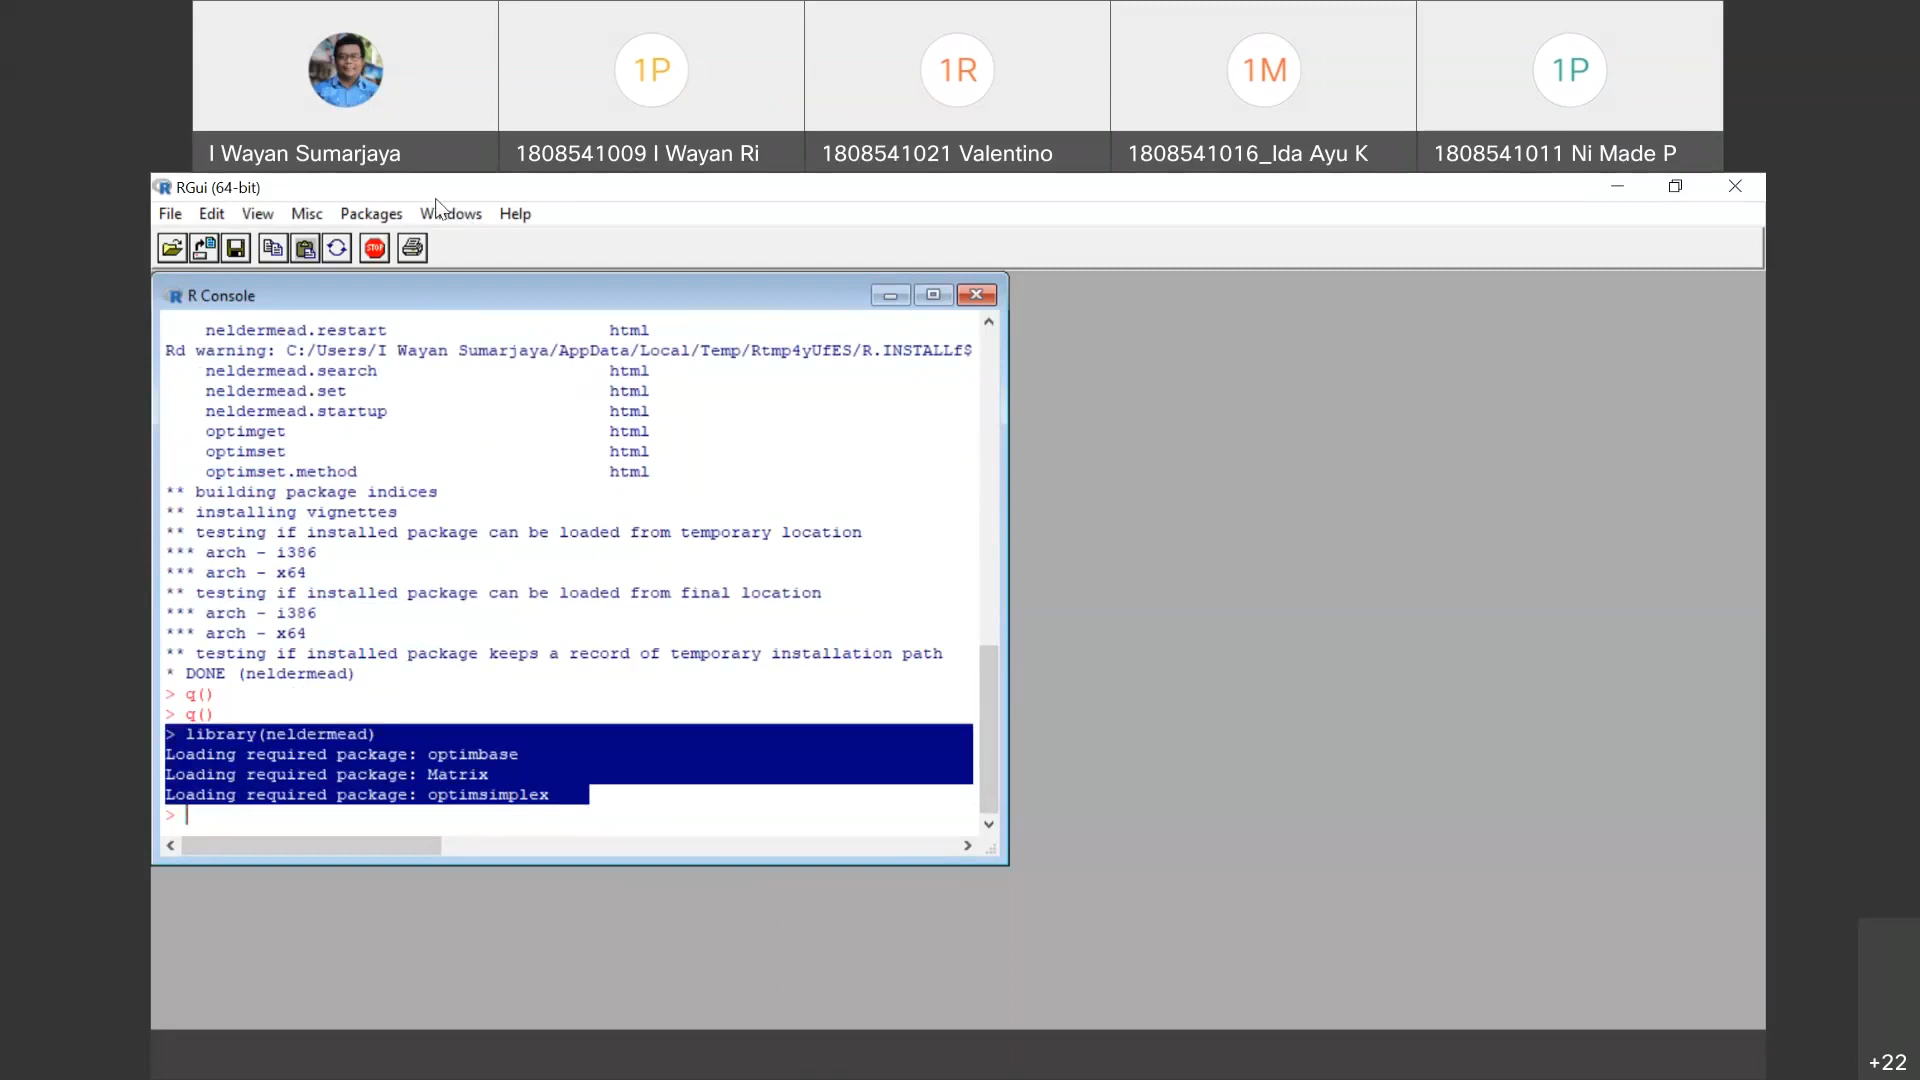 1P
1R
1M
1P
I Wayan Sumarjaya
1808541009 I Wayan Ri
1808541021 Valentino
1808541016_Ida Ayu K
1808541011 Ni Made P
RGui (64-bit)
File Edit View Misc Packages Windows Help
STOP
R Console
neldermead.restart html
Rd warning: C:/Users/I Wayan Sumarjaya/AppData/Local/Temp/Rtmp4yUfES/R.INSTALLf$
neldermead.search html
neldermead.set html
neldermead.startup html
optimget html
optimset html
optimset.method html
** building package indices
** installing vignettes
** testing if installed package can be loaded from temporary location
*** arch - i386
*** arch - x64
** testing if installed package can be loaded from final location
*** arch - i386
*** arch - x64
** testing if installed package keeps a record of temporary installation path
* DONE (neldermead)
> q()
> q()
> library(neldermead)
Loading required package: optimbase
Loading required package: Matrix
Loading required package: optimsimplex
>
+22